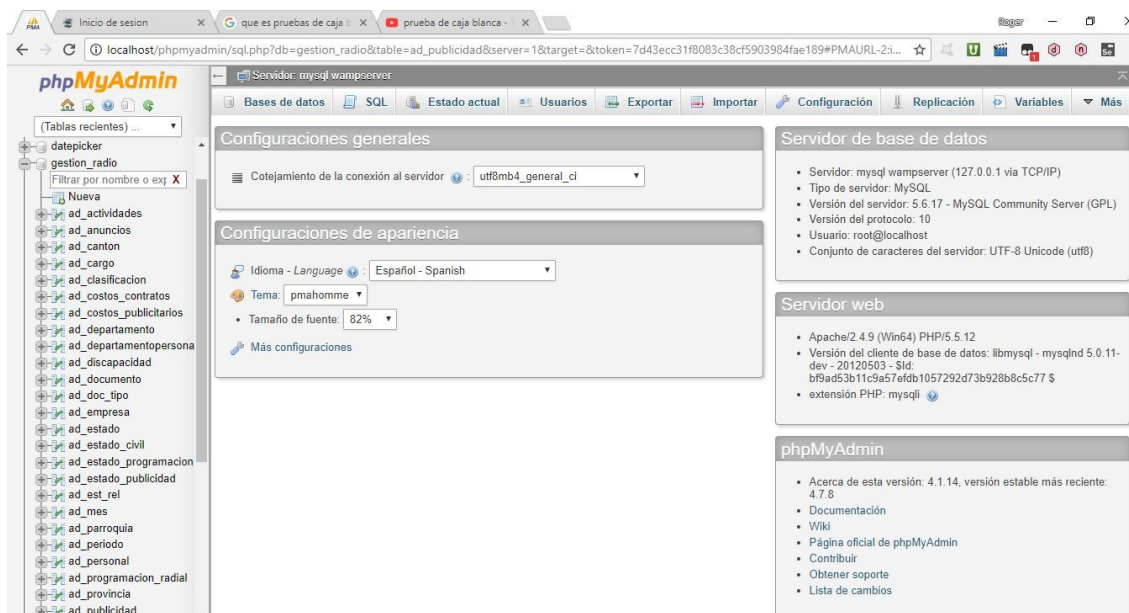 Inicio de sesion
que es pruebas de caja b
prueba de caja blanca -
Roger
localhost/phpmyadmin/sql.php?db=gestion_radio&table=ad_publicidad&server=1&target=&token=7d43ecc31f8083c38cf5903984fae189#PMAURL-2:i...
phpMyAdmin
(Tablas recientes) ...
datepicker
gestion_radio
Filtrar por nombre o exp X
Nueva
ad_actividades
ad_anuncios
ad_canton
ad_cargo
ad_clasificacion
ad_costos_contratos
ad_costos_publicitarios
ad_departamento
ad_departamentopersona
ad_discapacidad
ad_documento
ad_doc_tipo
ad_empresa
ad_estado
ad_estado_civil
ad_estado_programacion
ad_estado_publicidad
ad_est_rel
ad_mes
ad_parroquia
ad_periodo
ad_personal
ad_programacion_radial
ad_provincia
ad_publicidad
Servidor: mysql wampserver
Bases de datos
SQL
Estado actual
Usuarios
Exportar
Importar
Configuración
Replicación
Variables
Más
Configuraciones generales
Cotejamiento de la conexión al servidor : utf8mb4_general_ci
Configuraciones de apariencia
Idioma - Language : Español - Spanish
Tema: pmahomme
Tamaño de fuente: 82%
Más configuraciones
Servidor de base de datos
Servidor: mysql wampserver (127.0.0.1 via TCP/IP)
Tipo de servidor: MySQL
Versión del servidor: 5.6.17 - MySQL Community Server (GPL)
Versión del protocolo: 10
Usuario: root@localhost
Conjunto de caracteres del servidor: UTF-8 Unicode (utf8)
Servidor web
Apache/2.4.9 (Win64) PHP/5.5.12
Versión del cliente de base de datos: libmysql - mysqlnd 5.0.11-
dev - 20120503 - $Id:
bf9ad53b11c9a57efdb1057292d73b928b8c5c77 $
extensión PHP: mysqli
phpMyAdmin
Acerca de esta versión: 4.1.14, versión estable más reciente:
4.7.8
Documentación
Wiki
Página oficial de phpMyAdmin
Contribuir
Obtener soporte
Lista de cambios